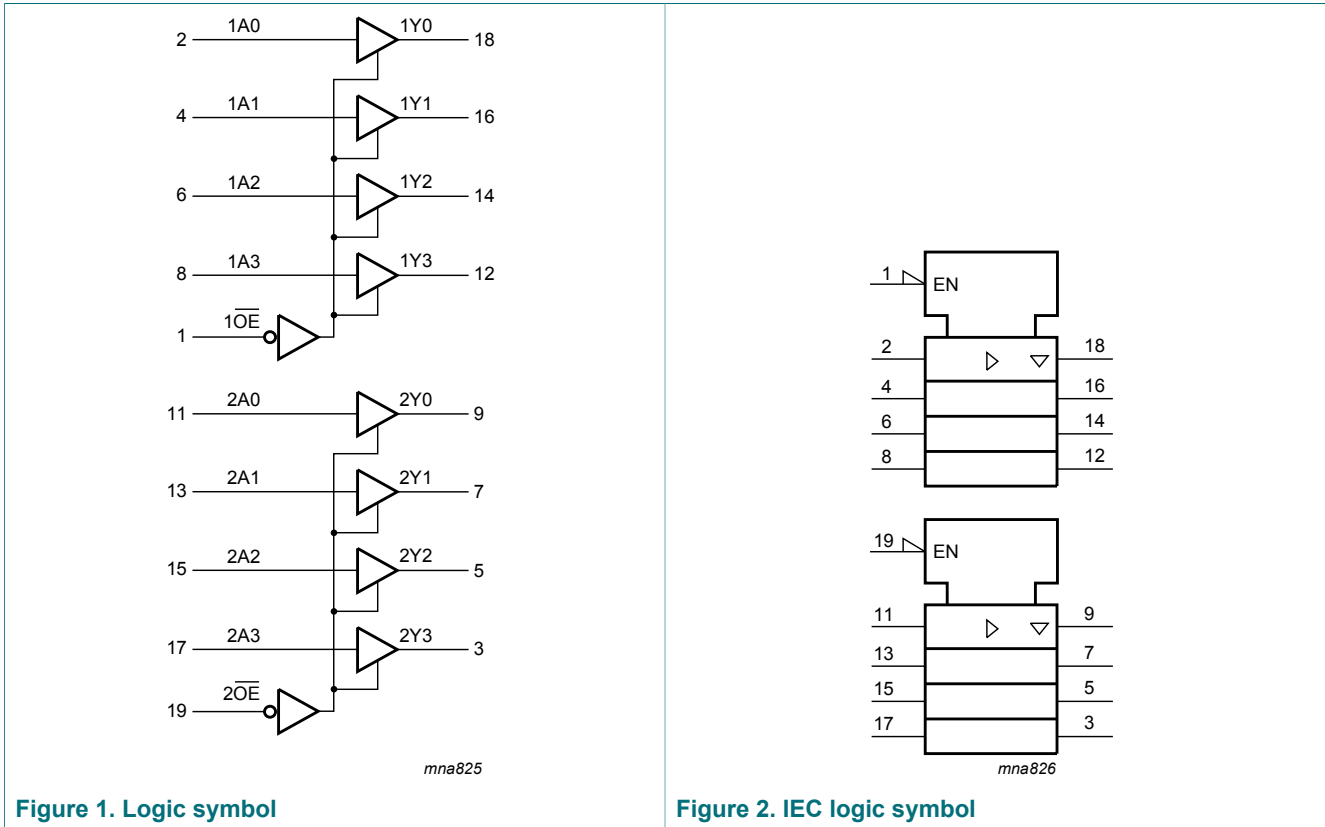 2 1A0 1Y0 18
4 1A1 1Y1 16
6 1A2 1Y2 14
8 1A3 1Y3 12
1 1O̅E̅
11 2A0 2Y0 9
13 2A1 2Y1 7
15 2A2 2Y2 5
17 2A3 2Y3 3
19 2O̅E̅
mna825
Figure 1. Logic symbol
1 EN
2 18
4 16
6 14
8 12
19 EN
11 9
13 7
15 5
17 3
mna826
Figure 2. IEC logic symbol